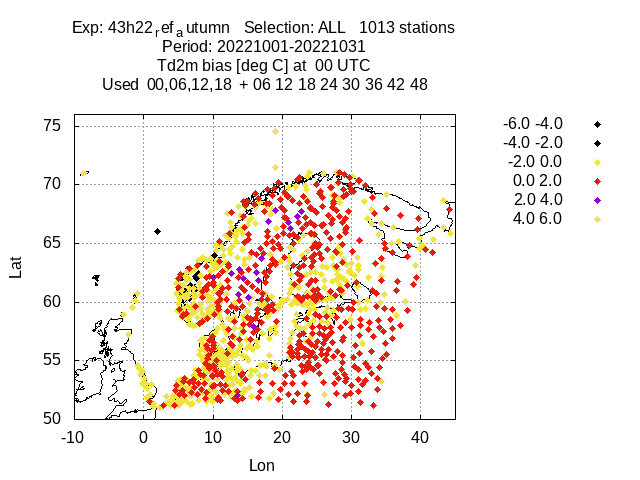 Exp: 43h22_ref_autumn Selection: ALL 1013 stations
Period: 20221001-20221031
Td2m bias [deg C] at 00 UTC
Used 00,06,12,18 + 06 12 18 24 30 36 42 48
-6.0 -4.0
-4.0 -2.0
-2.0 0.0
0.0 2.0
2.0 4.0
4.0 6.0
75
70
65
60
55
50
Lat
-10 0 10 20 30 40
Lon